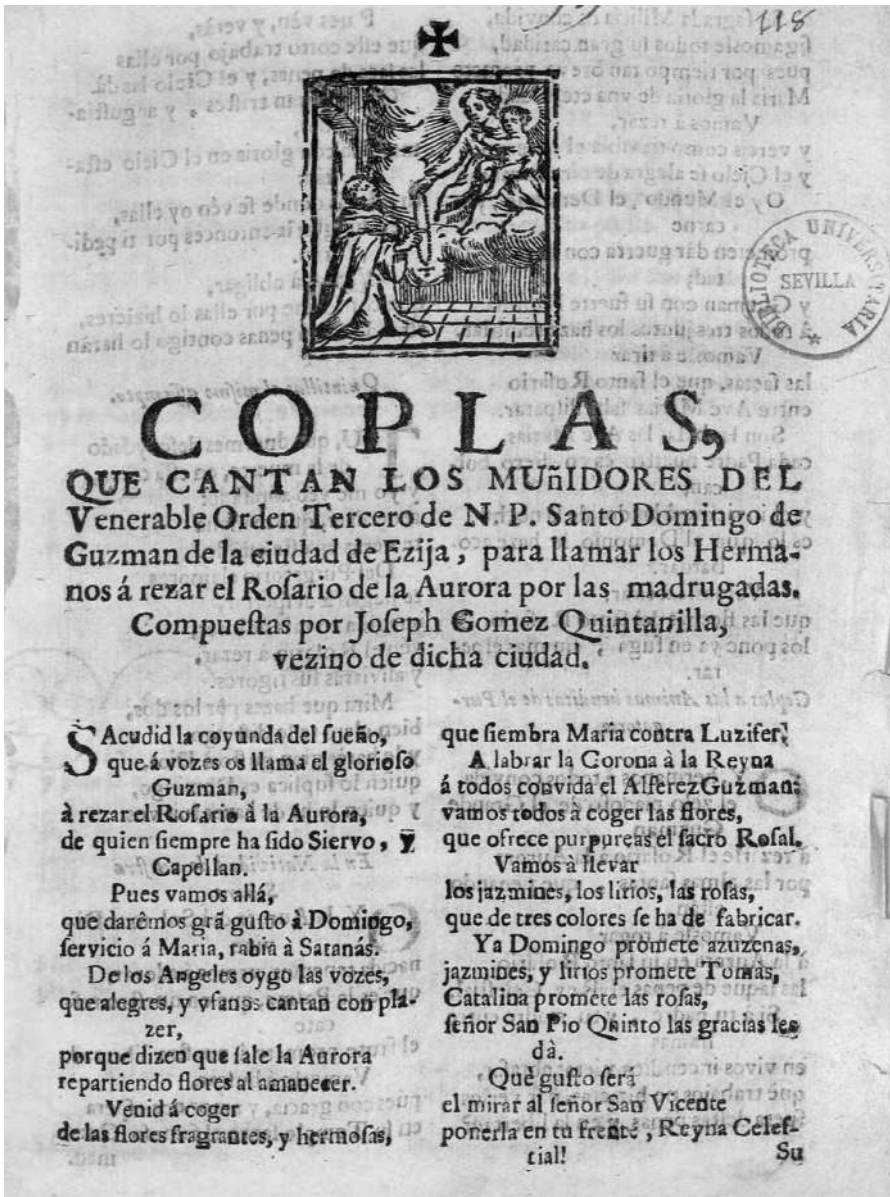 118
COPLAS,
QUE CANTAN LOS MUñIDORES DEL
Venerable Orden Tercero de N. P. Santo Domingo de
Guzman de la ciudad de Ezija, para llamar los Herma-
nos á rezar el Rosario de la Aurora por las madrugadas.
Compuestas por Joseph Gomez Quintanilla,
vezino de dicha ciudad.
BIBLIOTECA UNIVERSITARIA
SEVILLA
SAcudid la coyunda del sueño,
que á vozes os llama el glorioso
Guzman,
à rezar el Rosario à la Aurora,
de quien siempre ha sido Siervo, y
Capellan.
Pues vamos allá,
que darèmos grã gusto à Domingo,
servicio á Maria, rabia à Satanás.
De los Angeles oygo las vozes,
que alegres, y vfanos cantan con pla-
zer,
porque dizen que sale la Aurora
repartiendo flores al amanecer.
Venid á coger
de las flores fragrantes, y hermosas,
que siembra Maria contra Luzifer.
A labrar la Corona à la Reyna
á todos convida el Alferez Guzman;
vamos todos à coger las flores,
que ofrece purpureas el sacro Rosal.
Vamos à llevar
los jazmines, los lirios, las rosas,
que de tres colores se ha de fabricar.
Ya Domingo promete azuzenas,
jazmines, y lirios promete Tomás,
Catalina promete las rosas,
señor San Pio Quinto las gracias les
dà.
Què gusto será
el mirar al señor San Vicente
ponerla en tu frente, Reyna Celes-
tial!
Su